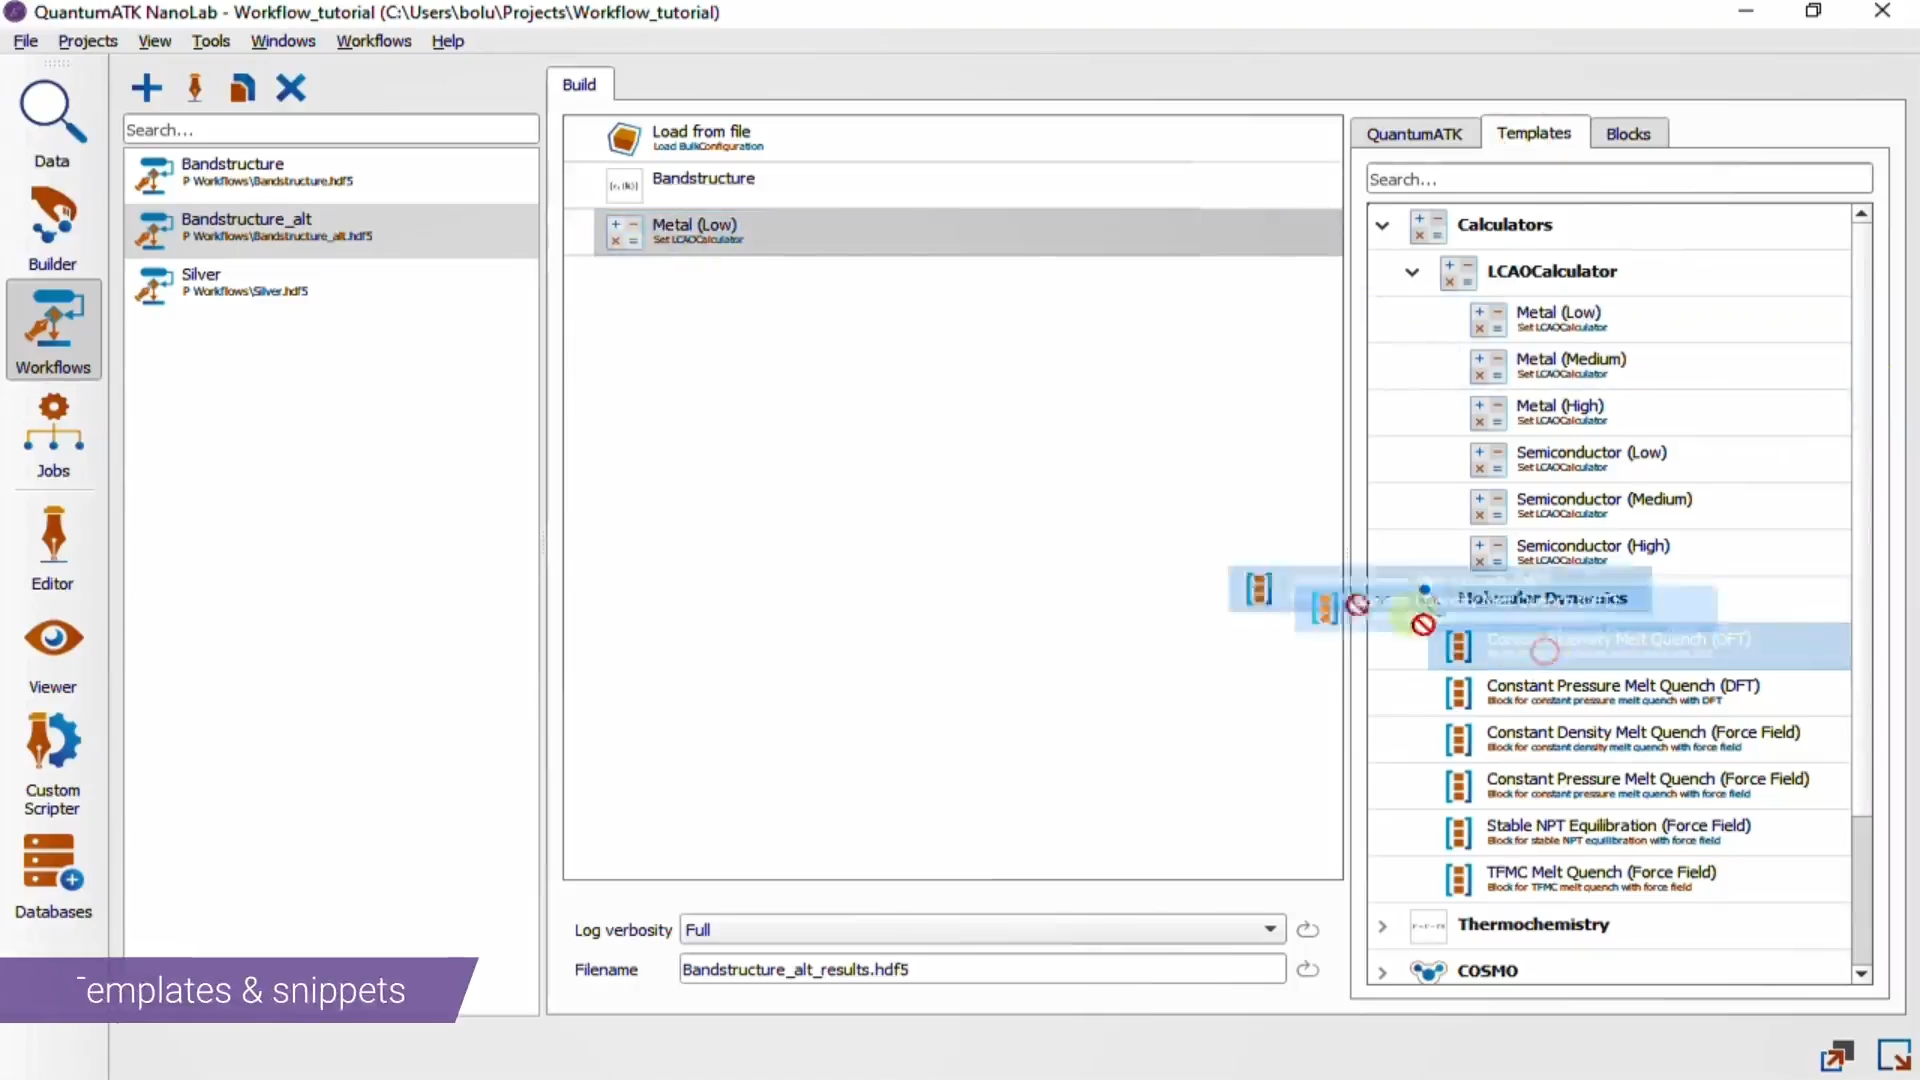 QuantumATK NanoLab - Workflow_tutorial (C:\Users\bolu\Projects\Workflow_tutorial)
File Projects View Tools Windows Workflows Help
Data
Builder
Workflows
Jobs
Editor
Viewer
Custom
Scripter
Databases
Search...
Bandstructure
P Workflows\Bandstructure.hdf5
Bandstructure_alt
P Workflows\Bandstructure_alt.hdf5
Silver
P Workflows\Silver.hdf5
Build
Load from file
Load BulkConfiguration
Bandstructure
Metal (Low)
Set LCAOCalculator
Log verbosity Full
Filename Bandstructure_alt_results.hdf5
QuantumATK Templates Blocks
Search...
Calculators
LCAOCalculator
Metal (Low)
Set LCAOCalculator
Metal (Medium)
Set LCAOCalculator
Metal (High)
Set LCAOCalculator
Semiconductor (Low)
Set LCAOCalculator
Semiconductor (Medium)
Set LCAOCalculator
Semiconductor (High)
Set LCAOCalculator
Molecular Dynamics
Melt Quench (DFT)
Constant Pressure Melt Quench (DFT)
Block for constant pressure melt quench with DFT
Constant Density Melt Quench (Force Field)
Block for constant density melt quench with force field
Constant Pressure Melt Quench (Force Field)
Block for constant pressure melt quench with force field
Stable NPT Equilibration (Force Field)
Block for stable NPT equilibration with force field
TFMC Melt Quench (Force Field)
Block for TFMC melt quench with force field
Thermochemistry
COSMO
Templates & snippets